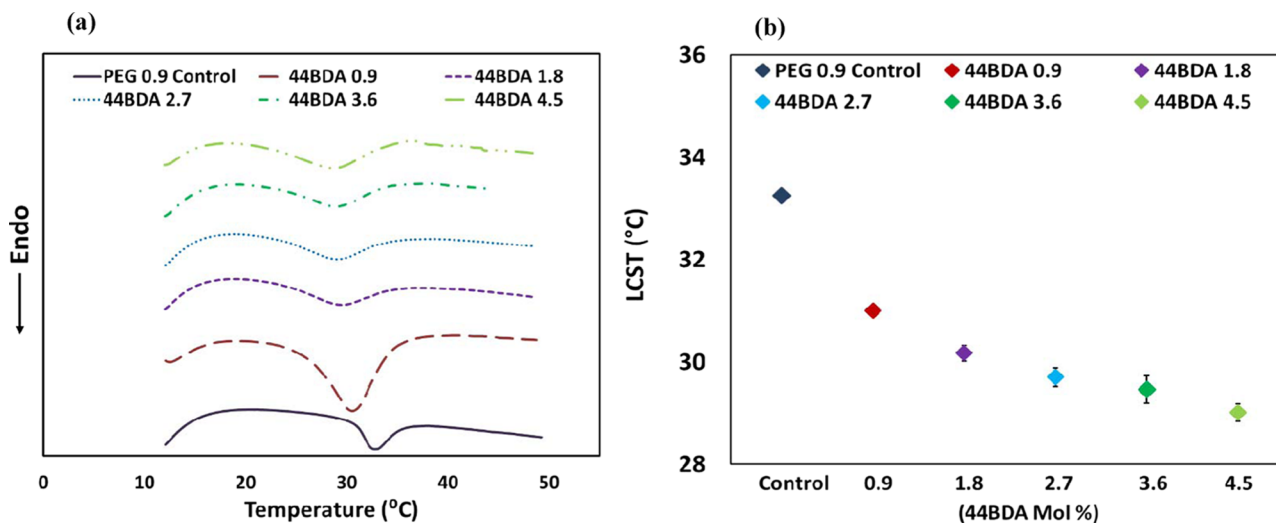 (a)
PEG 0.9 Control 44BDA 0.9 44BDA 1.8
44BDA 2.7 44BDA 3.6 44BDA 4.5
Endo
0 10 20 30 40 50
Temperature (⁰C)
(b)
36
PEG 0.9 Control 44BDA 0.9 44BDA 1.8
44BDA 2.7 44BDA 3.6 44BDA 4.5
34
32
30
28
LCST (°C)
Control 0.9 1.8 2.7 3.6 4.5
(44BDA Mol %)